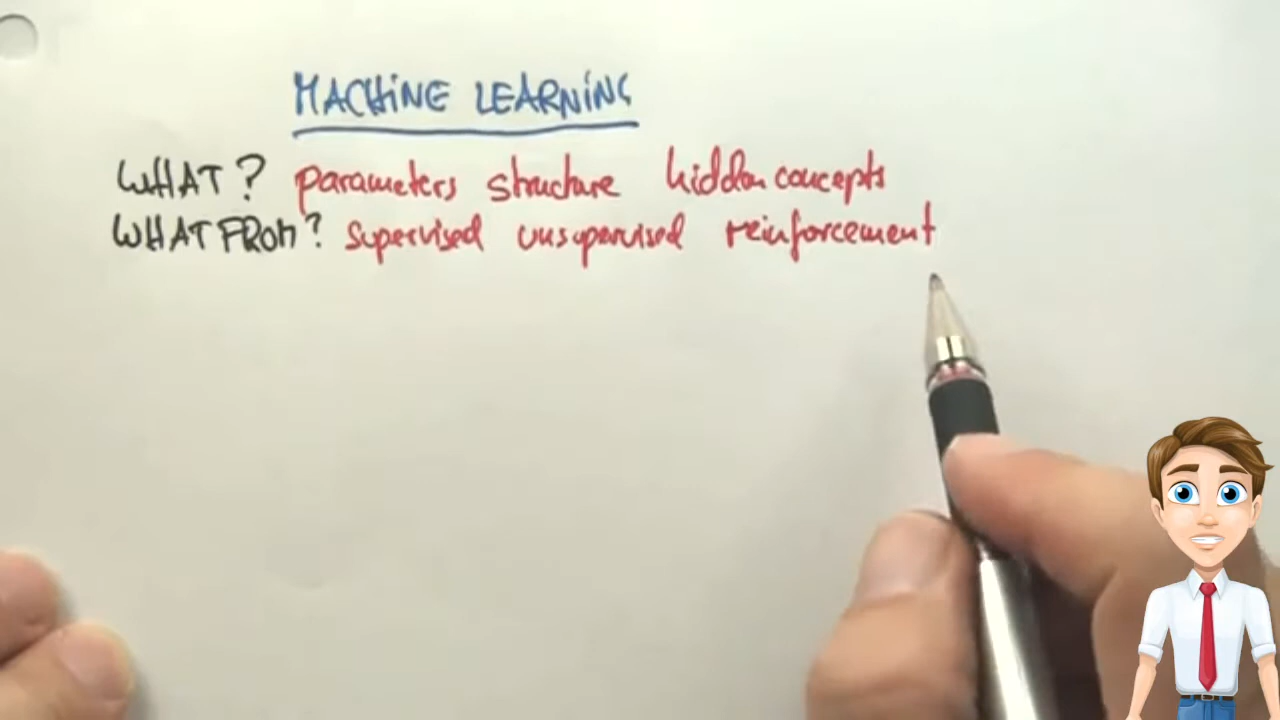 MACHINE LEARNING
WHAT? parameters structure hidden concepts
WHAT FROM? supervised unsupervised reinforcement